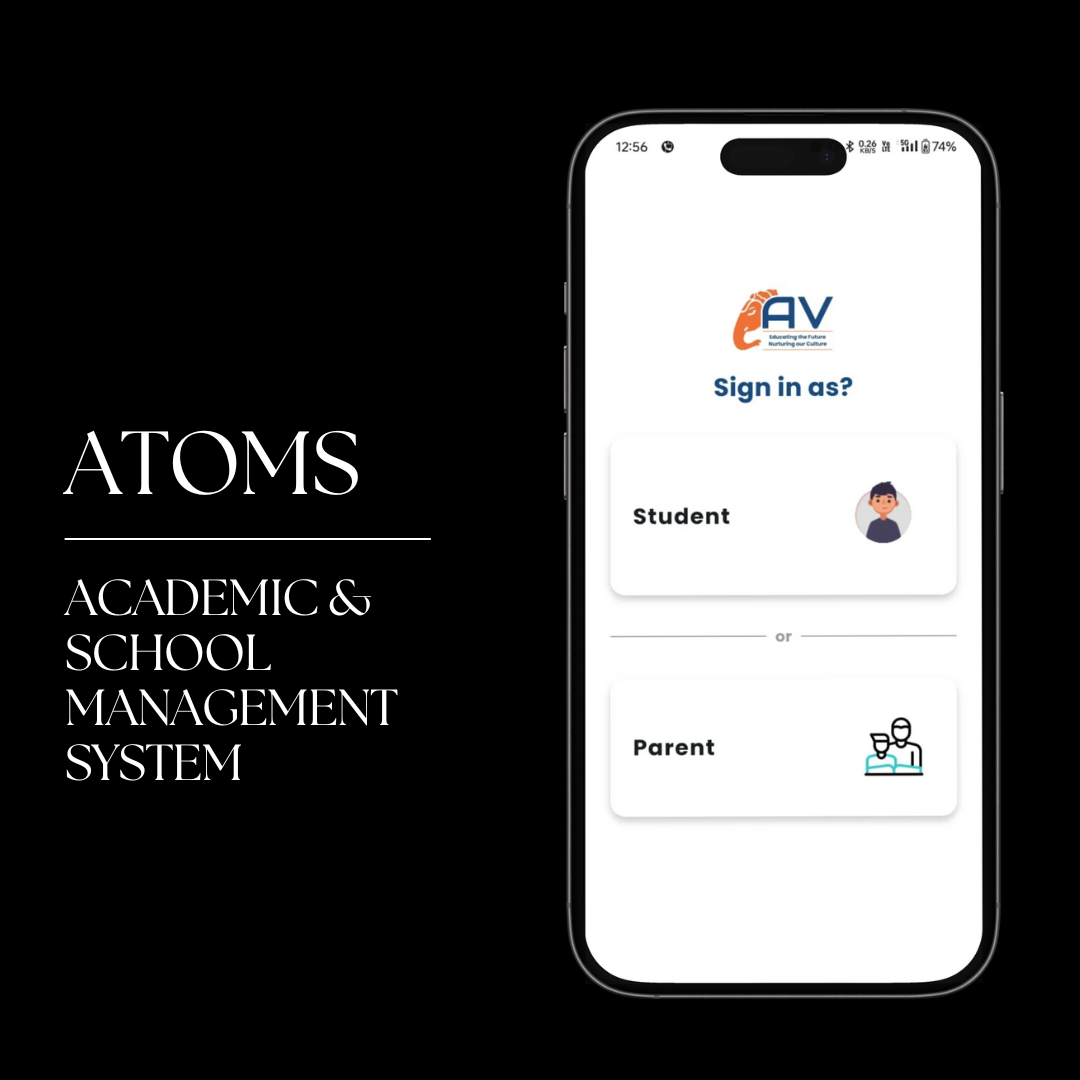 ATOMS
ACADEMIC &
SCHOOL
MANAGEMENT
SYSTEM
12:56
0.26
KB/S
Vo
LTE
5G
74%
AV
Educating the Future
Nurturing our Culture
Sign in as?
Student
or
Parent